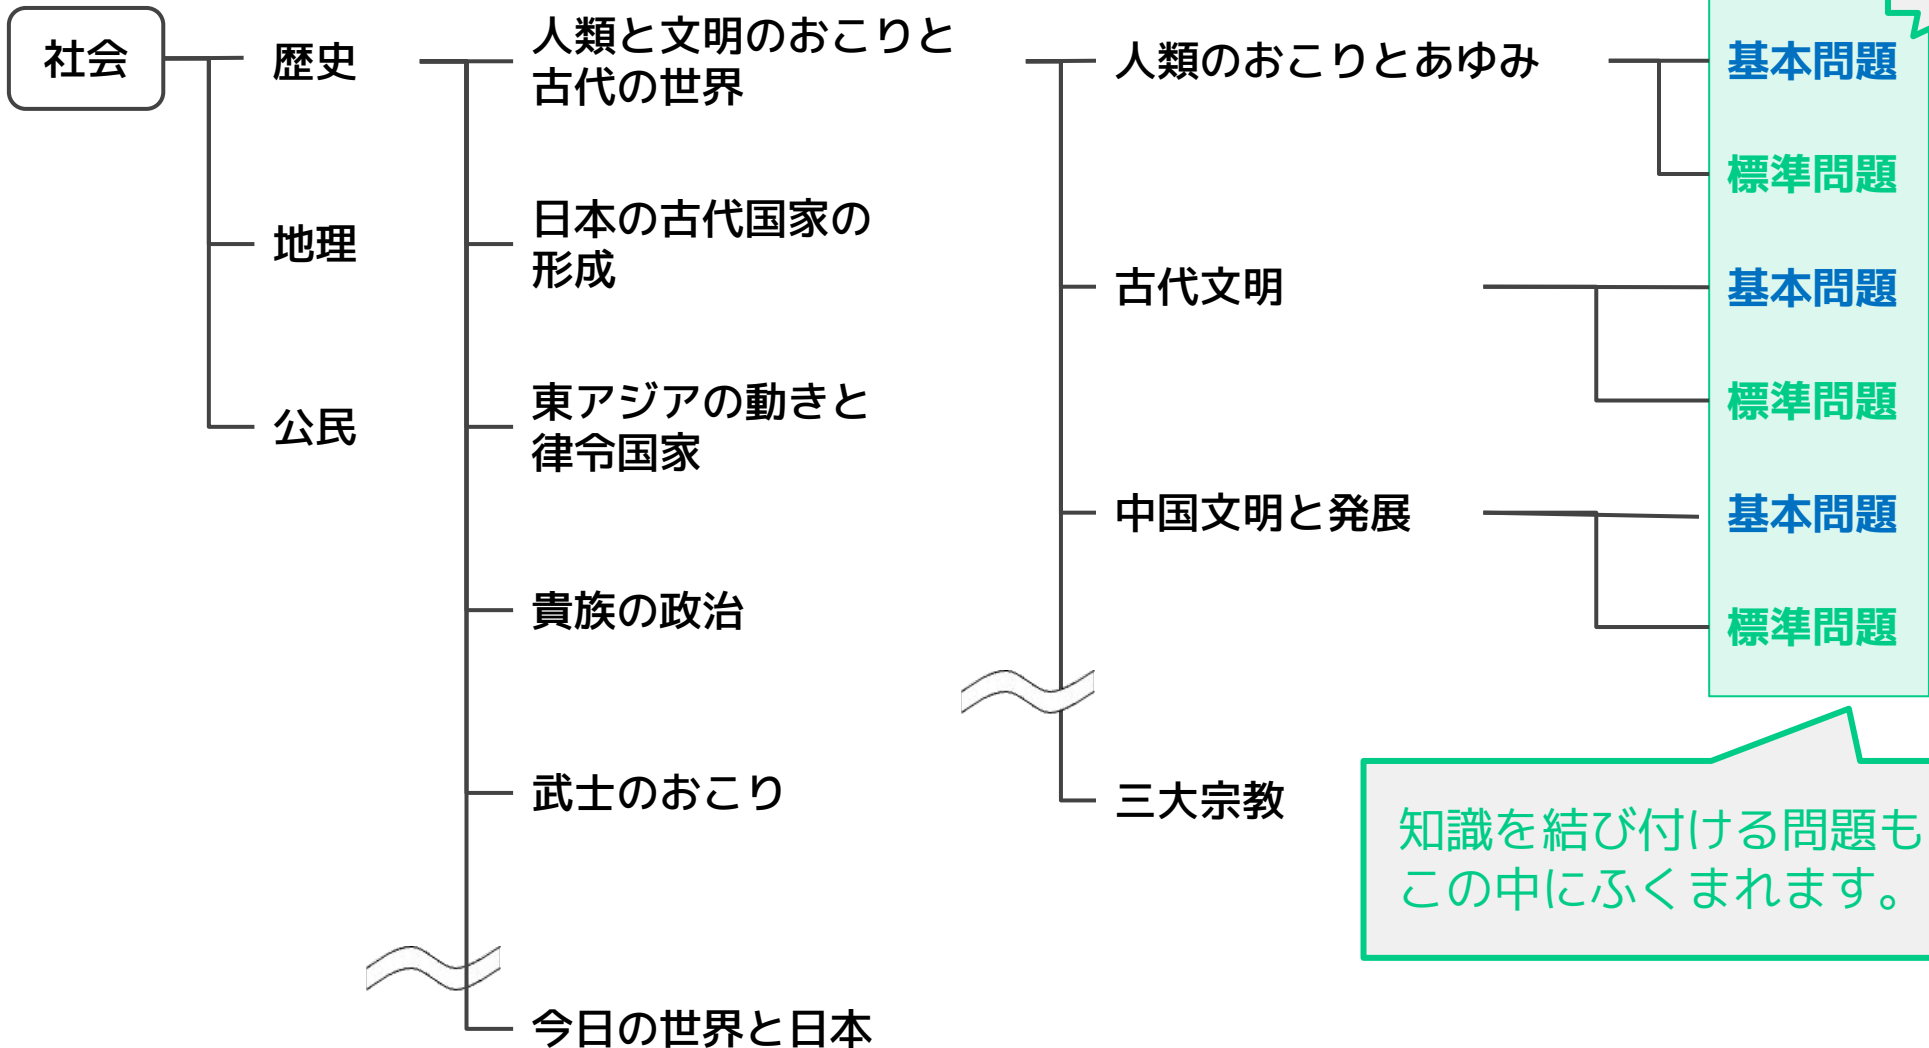 社会
歴史
地理
公民
人類と文明のおこりと
古代の世界
日本の古代国家の
形成
東アジアの動きと
律令国家
貴族の政治
武士のおこり
今日の世界と日本
人類のおこりとあゆみ
古代文明
中国文明と発展
三大宗教
基本問題
標準問題
基本問題
標準問題
基本問題
標準問題
知識を結び付ける問題も
この中にふくまれます。